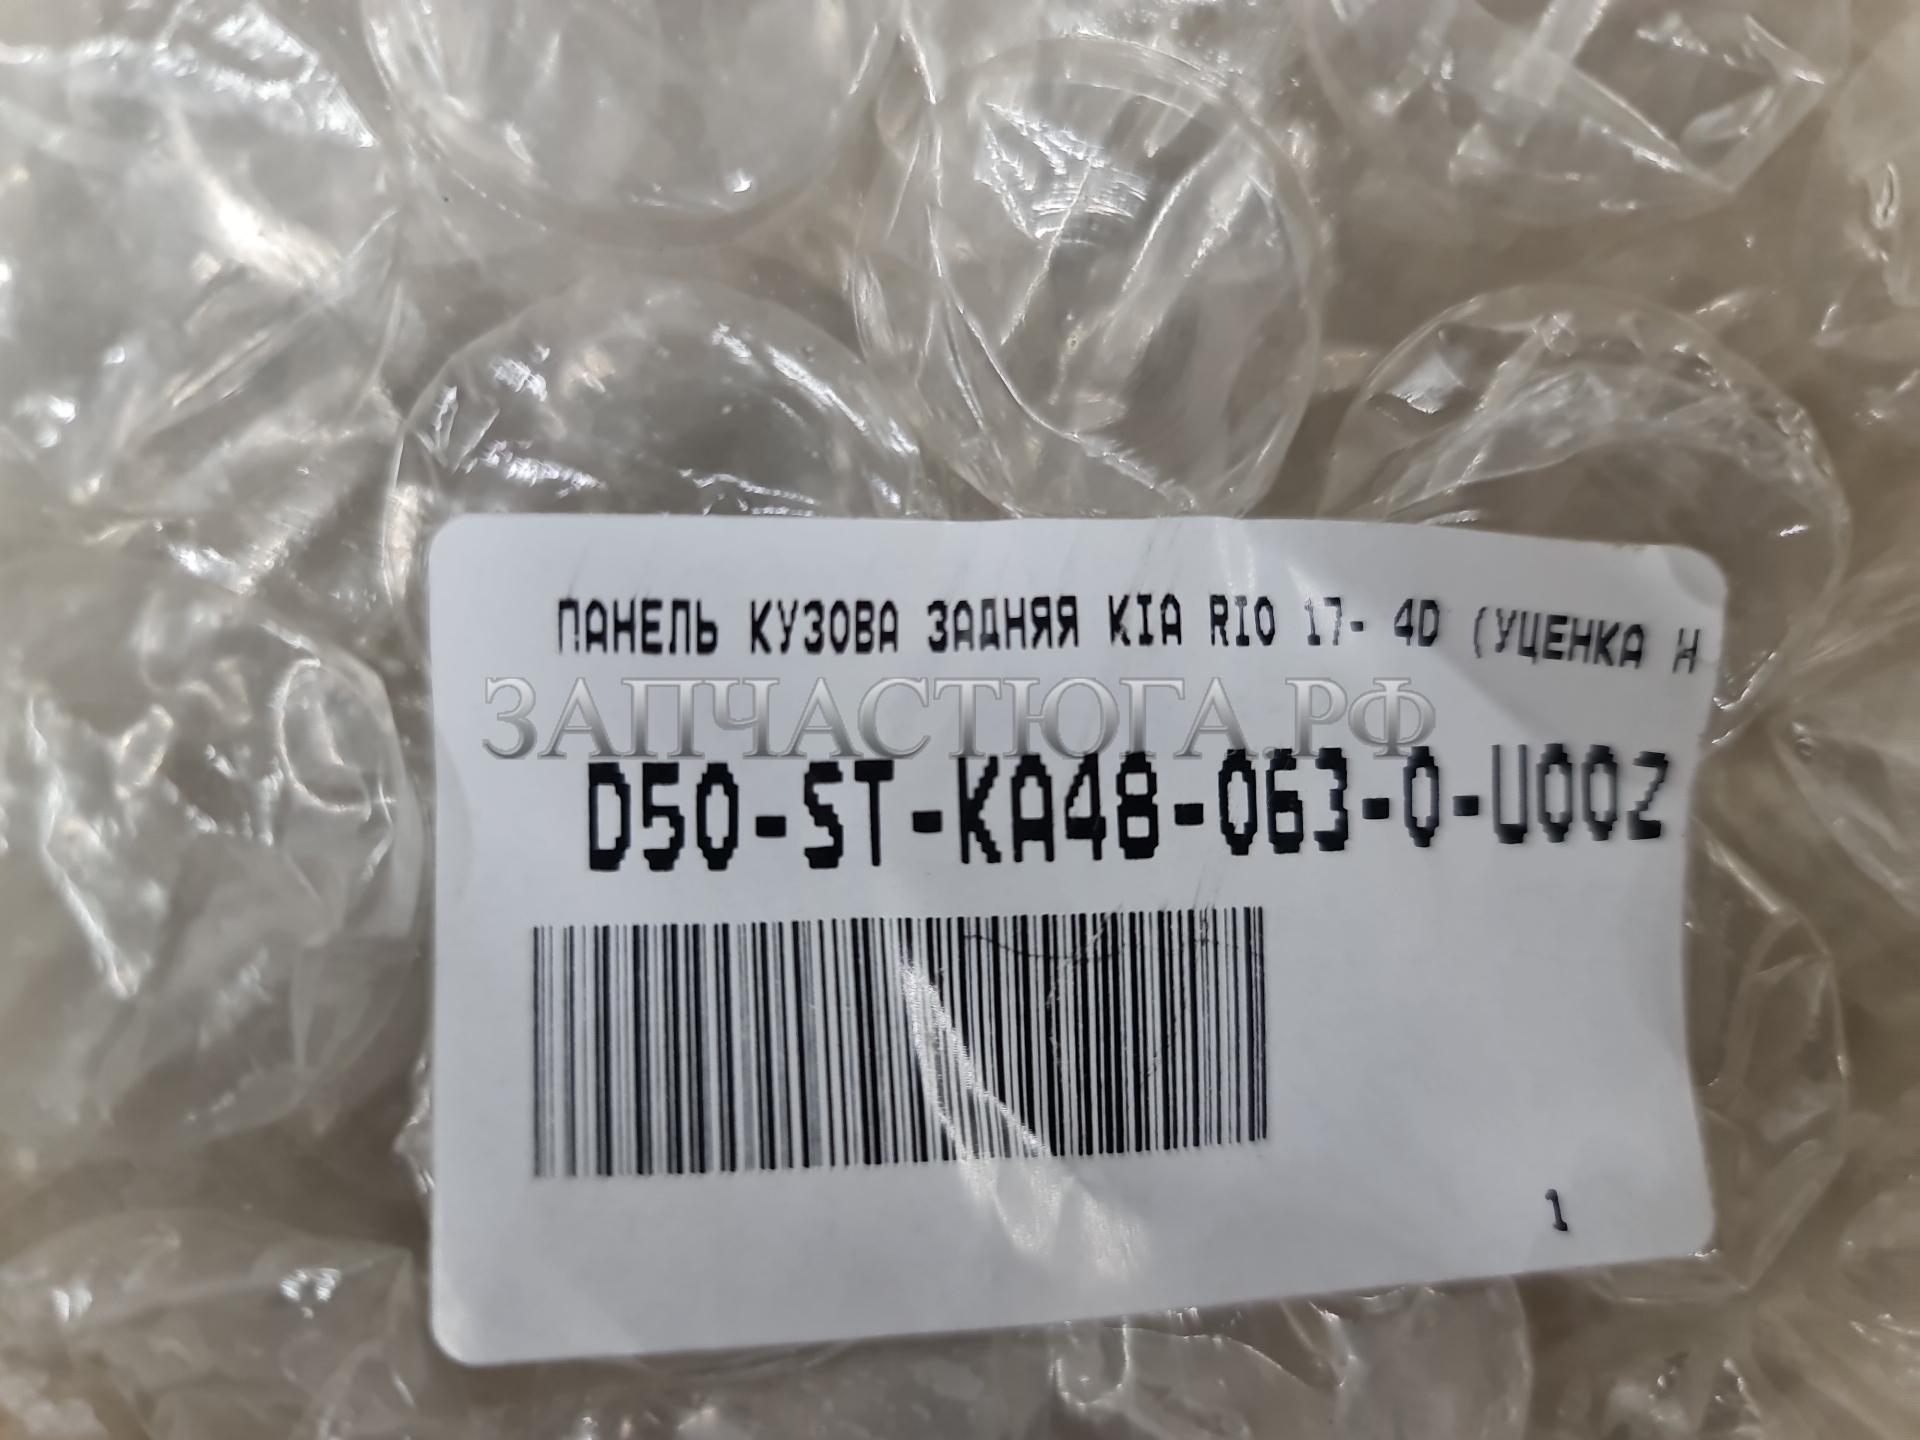 ПАНЕЛЬ КУЗОВА ЗАДНЯЯ KIA RIO 17- 4D (УЦЕНКА Н
ЗАПЧАСТЮГА.РФ
D50-ST-KA48-063-0-U00Z
1